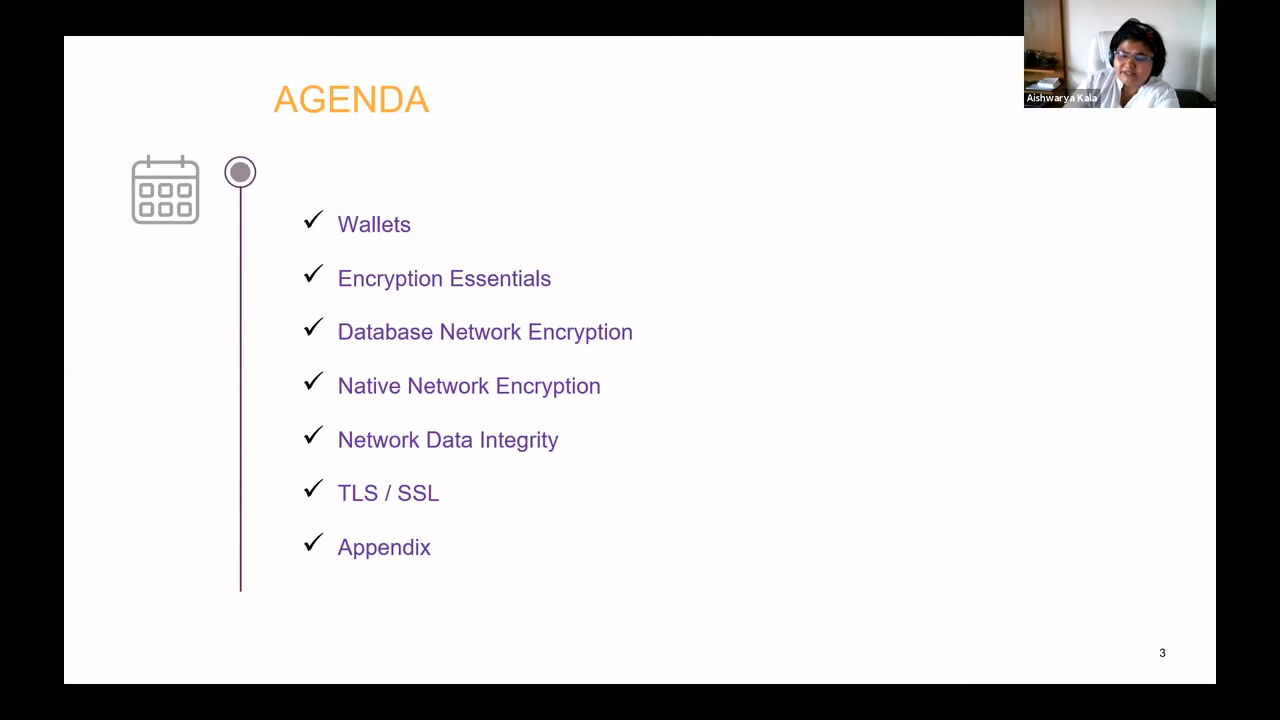 AGENDA
Aishwarya Kala
Wallets
Encryption Essentials
Database Network Encryption
Native Network Encryption
Network Data Integrity
TLS / SSL
Appendix
3